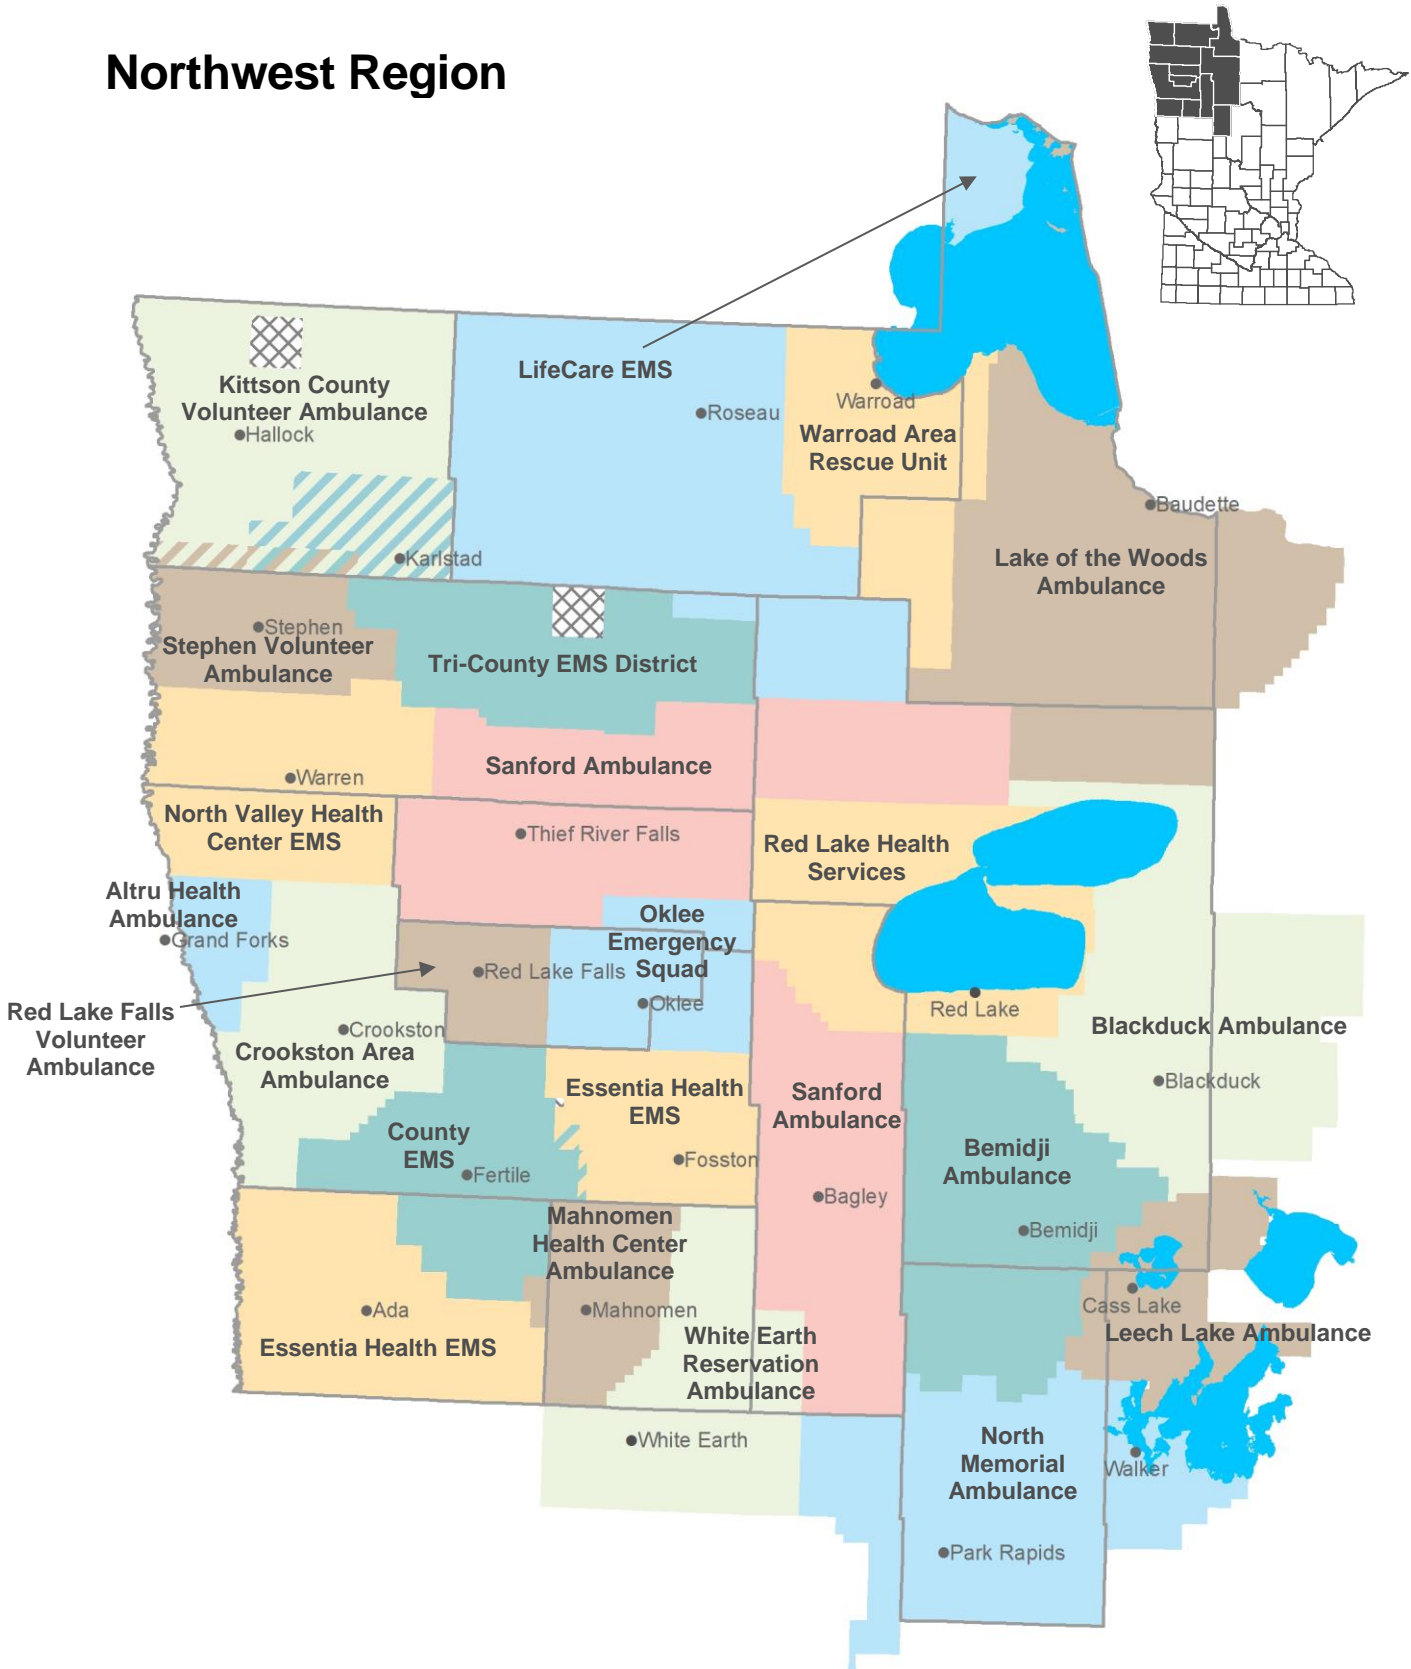 Northwest Region
LifeCare EMS
Kittson County
Volunteer Ambulance
Hallock
Roseau
Warroad
Warroad Area
Rescue Unit
Baudette
Karlstad
Lake of the Woods
Ambulance
Stephen
Stephen Volunteer
Ambulance
Tri-County EMS District
Warren
Sanford Ambulance
North Valley Health
Center EMS
Thief River Falls
Red Lake Health
Services
Altru Health
Ambulance
Grand Forks
Oklee
Emergency
Squad
Red Lake Falls
Oklee
Red Lake
Red Lake Falls
Volunteer
Ambulance
Crookston
Crookston Area
Ambulance
Blackduck Ambulance
Blackduck
Essentia Health
EMS
Sanford
Ambulance
County
EMS
Fertile
Fosston
Bemidji
Ambulance
Bagley
Bemidji
Mahnomen
Health Center
Ambulance
Ada
Mahnomen
Cass Lake
Essentia Health EMS
White Earth
Reservation
Ambulance
Leech Lake Ambulance
White Earth
North
Memorial
Ambulance
Walker
Park Rapids